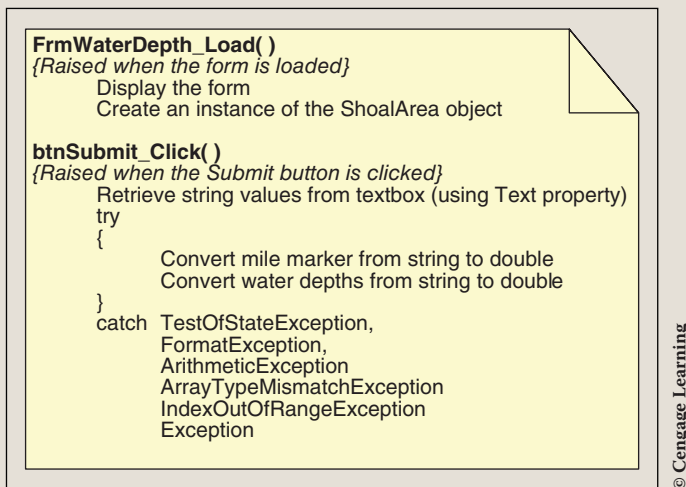 FrmWaterDepth_Load( )
{Raised when the form is loaded}
Display the form
Create an instance of the ShoalArea object
btnSubmit_Click( )
{Raised when the Submit button is clicked}
Retrieve string values from textbox (using Text property)
try
{
Convert mile marker from string to double
Convert water depths from string to double
}
catch TestOfStateException,
FormatException,
ArithmeticException
ArrayTypeMismatchException
IndexOutOfRangeException
Exception
© Cengage Learning